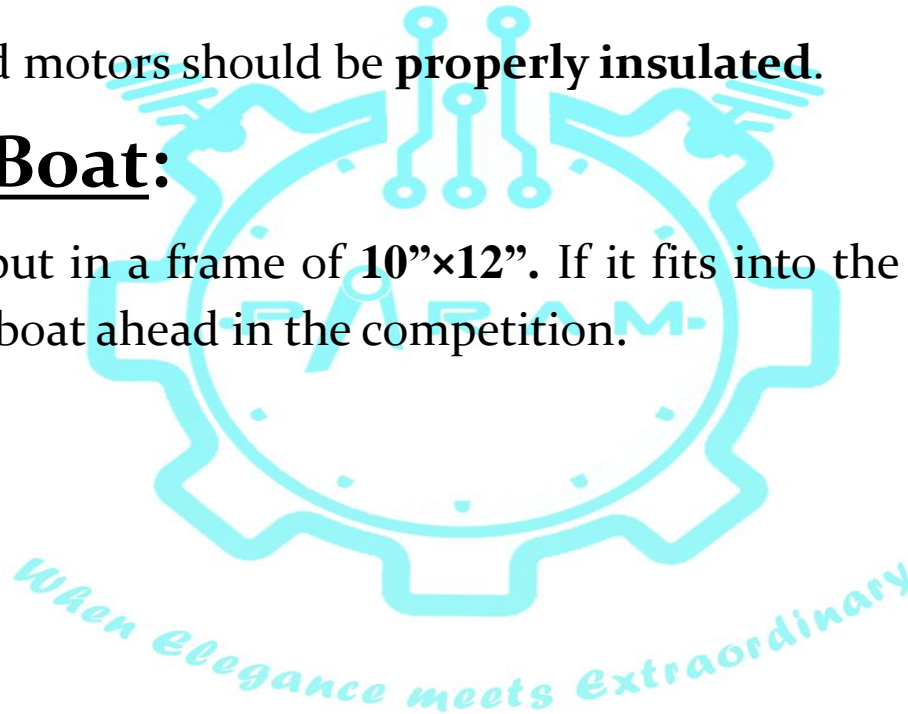 d motors should be properly insulated.
Boat:
put in a frame of 10”×12”. If it fits into the
boat ahead in the competition.
PARAM
When Elegance meets Extraordinary